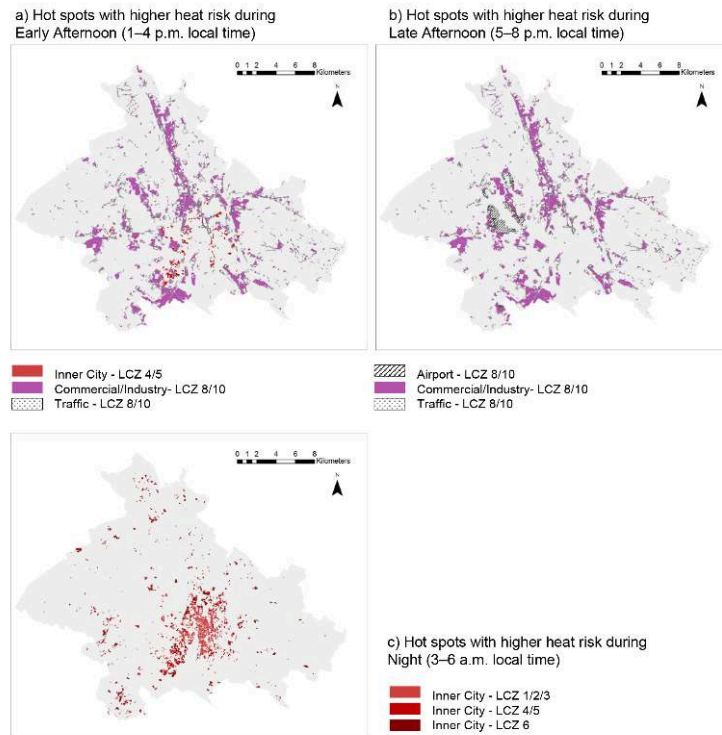 a) Hot spots with higher heat risk during
Early Afternoon (1–4 p.m. local time)
0 1 2 4 6 8
Kilometers
N
Inner City - LCZ 4/5
Commercial/Industry- LCZ 8/10
Traffic - LCZ 8/10
b) Hot spots with higher heat risk during
Late Afternoon (5–8 p.m. local time)
0 1 2 4 6 8
Kilometers
N
Airport - LCZ 8/10
Commercial/Industry- LCZ 8/10
Traffic - LCZ 8/10
0 1 2 4 6 8
Kilometers
N
c) Hot spots with higher heat risk during
Night (3–6 a.m. local time)
Inner City - LCZ 1/2/3
Inner City - LCZ 4/5
Inner City - LCZ 6